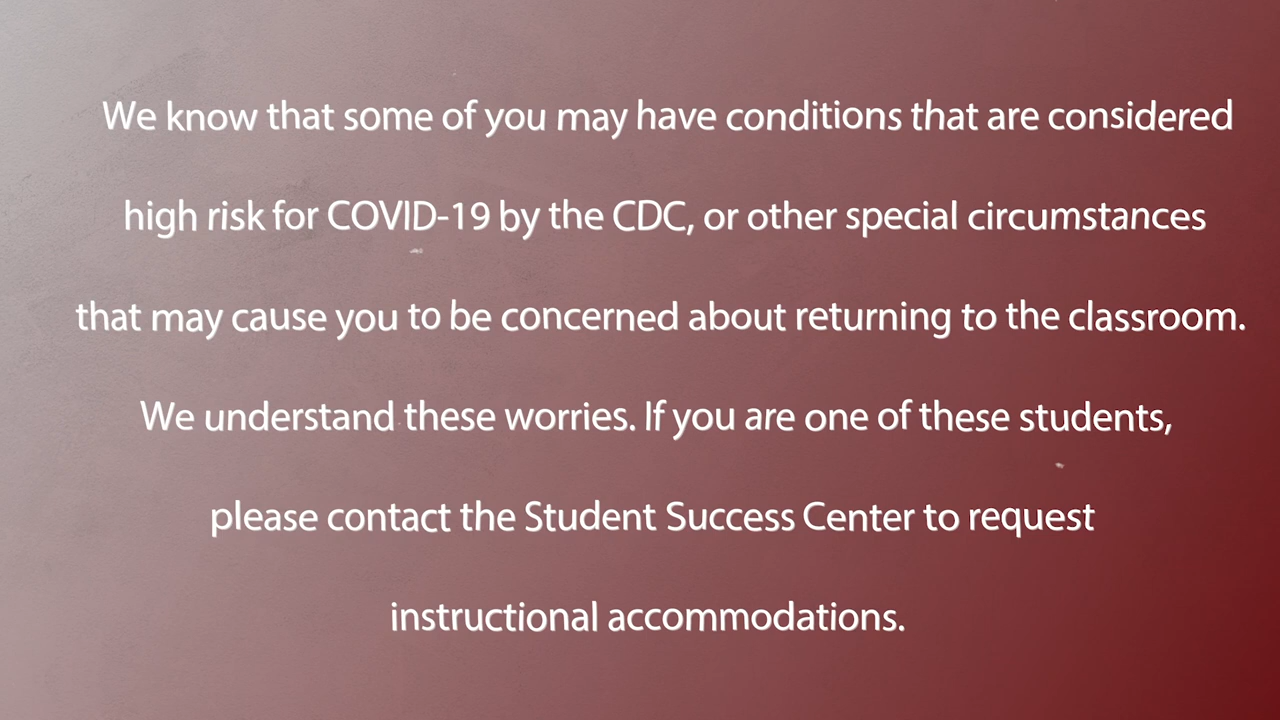 We know that some of you may have conditions that are considered
high risk for COVID-19 by the CDC, or other special circumstances
that may cause you to be concerned about returning to the classroom.
We understand these worries. If you are one of these students,
please contact the Student Success Center to request
instructional accommodations.